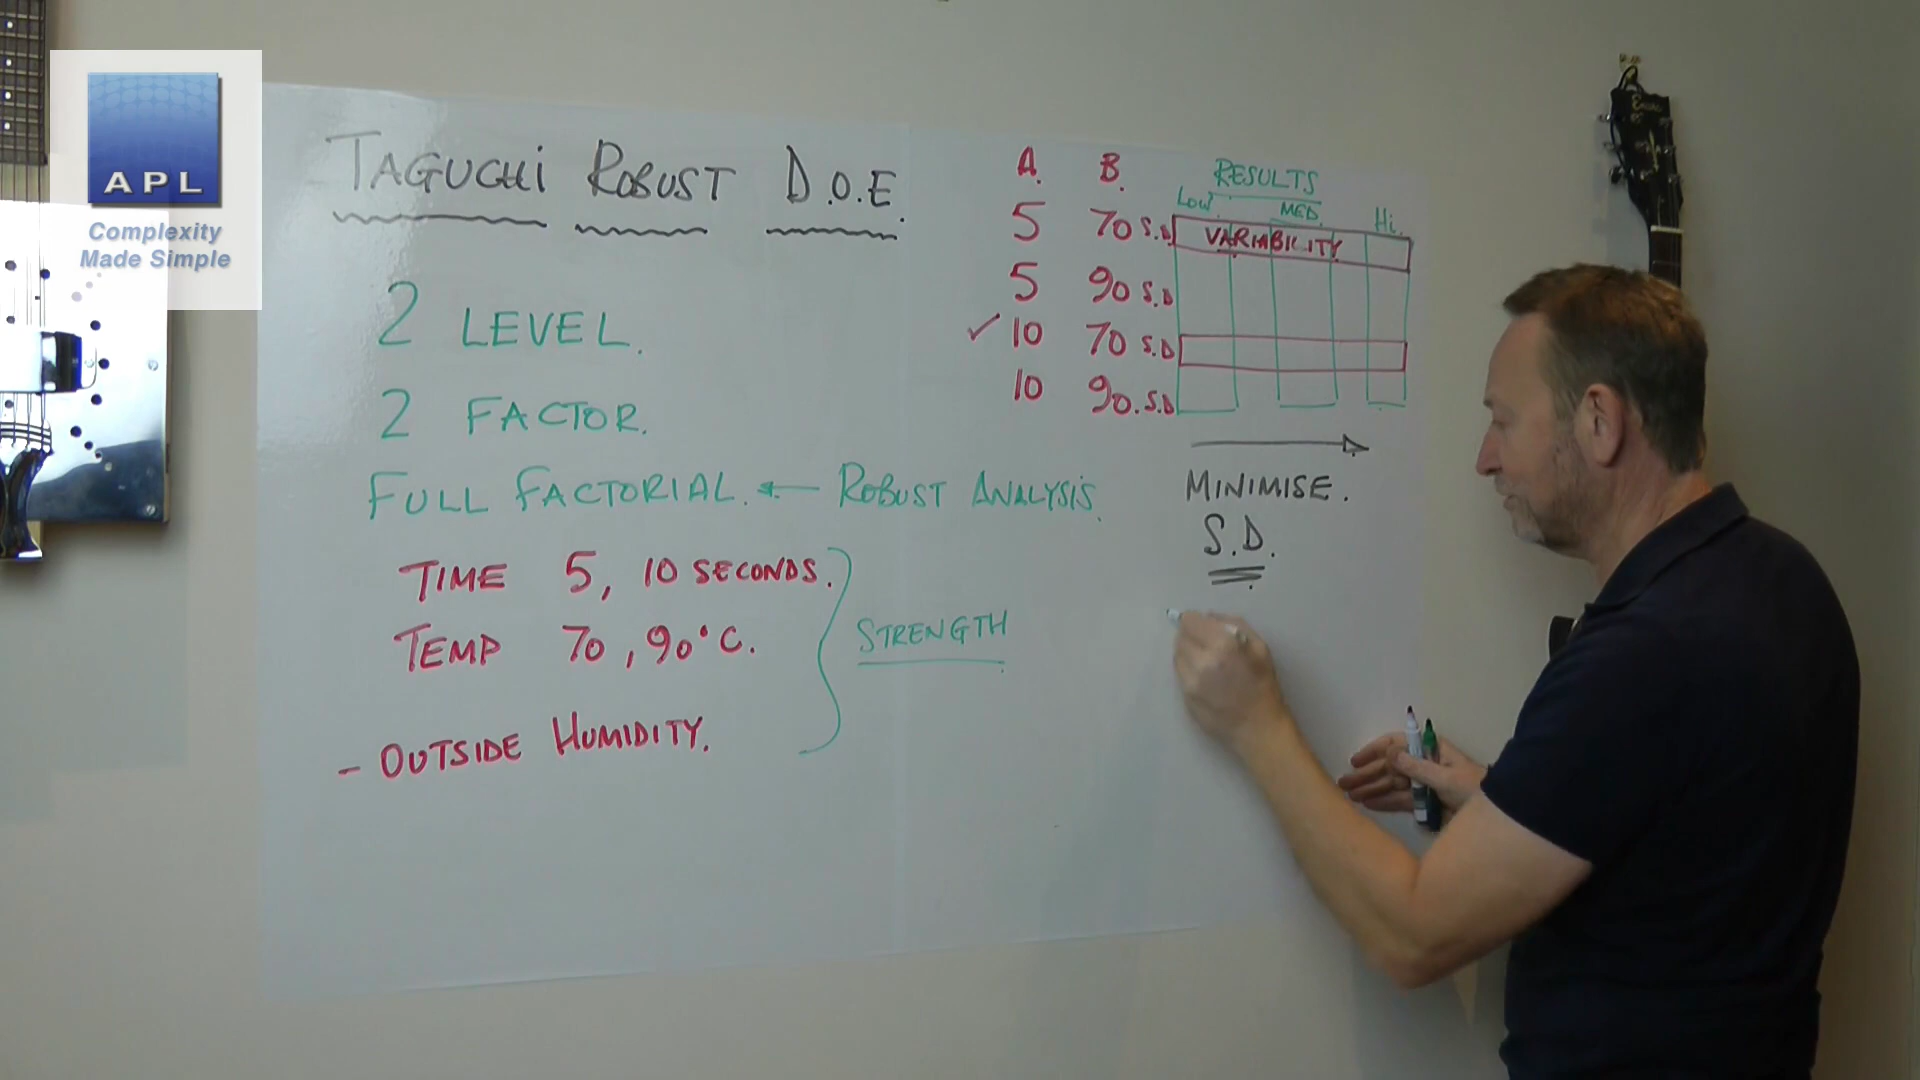 APL
Complexity
Made Simple
TAGUCHI ROBUST D.O.E.
2 LEVEL.
2 FACTOR.
FULL FACTORIAL. ← ROBUST ANALYSIS.
TIME 5, 10 SECONDS.
TEMP 70, 90°C.
- OUTSIDE HUMIDITY.
STRENGTH
A. B. RESULTS
LOW MED. Hi.
5 70 S.D VARIABILITY
5 90 S.D
✓ 10 70 S.D
10 90. S.D
MINIMISE.
S.D.